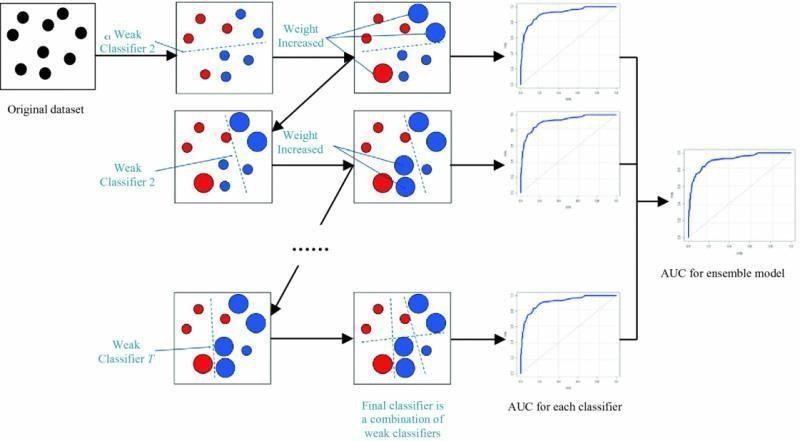 α Weak
Classifier 2
Original dataset
Weight
Increased
Weak
Classifier 2
Weight
Increased
......
Weak
Classifier T
Final classifier is
a combination of
weak classifiers
AUC for each classifier
AUC for ensemble model